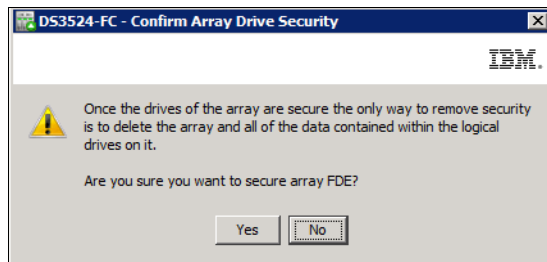 DS3524-FC - Confirm Array Drive Security
IBM.
Once the drives of the array are secure the only way to remove security
is to delete the array and all of the data contained within the logical
drives on it.
Are you sure you want to secure array FDE?
Yes No